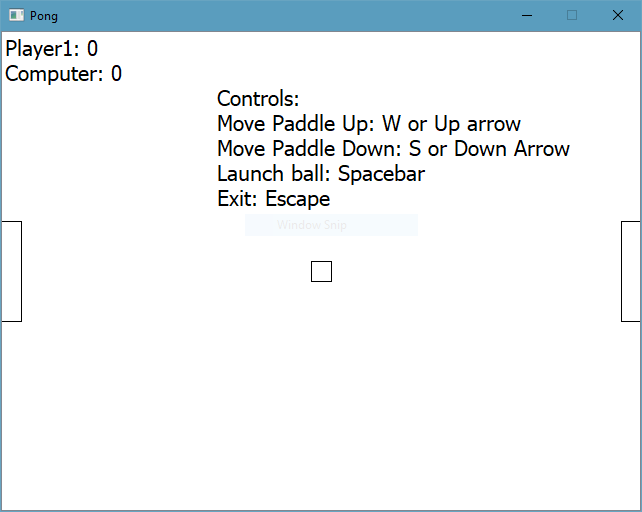 Pong
Player1: 0
Computer: 0
Controls:
Move Paddle Up: W or Up arrow
Move Paddle Down: S or Down Arrow
Launch ball: Spacebar
Exit: Escape
Window Snip